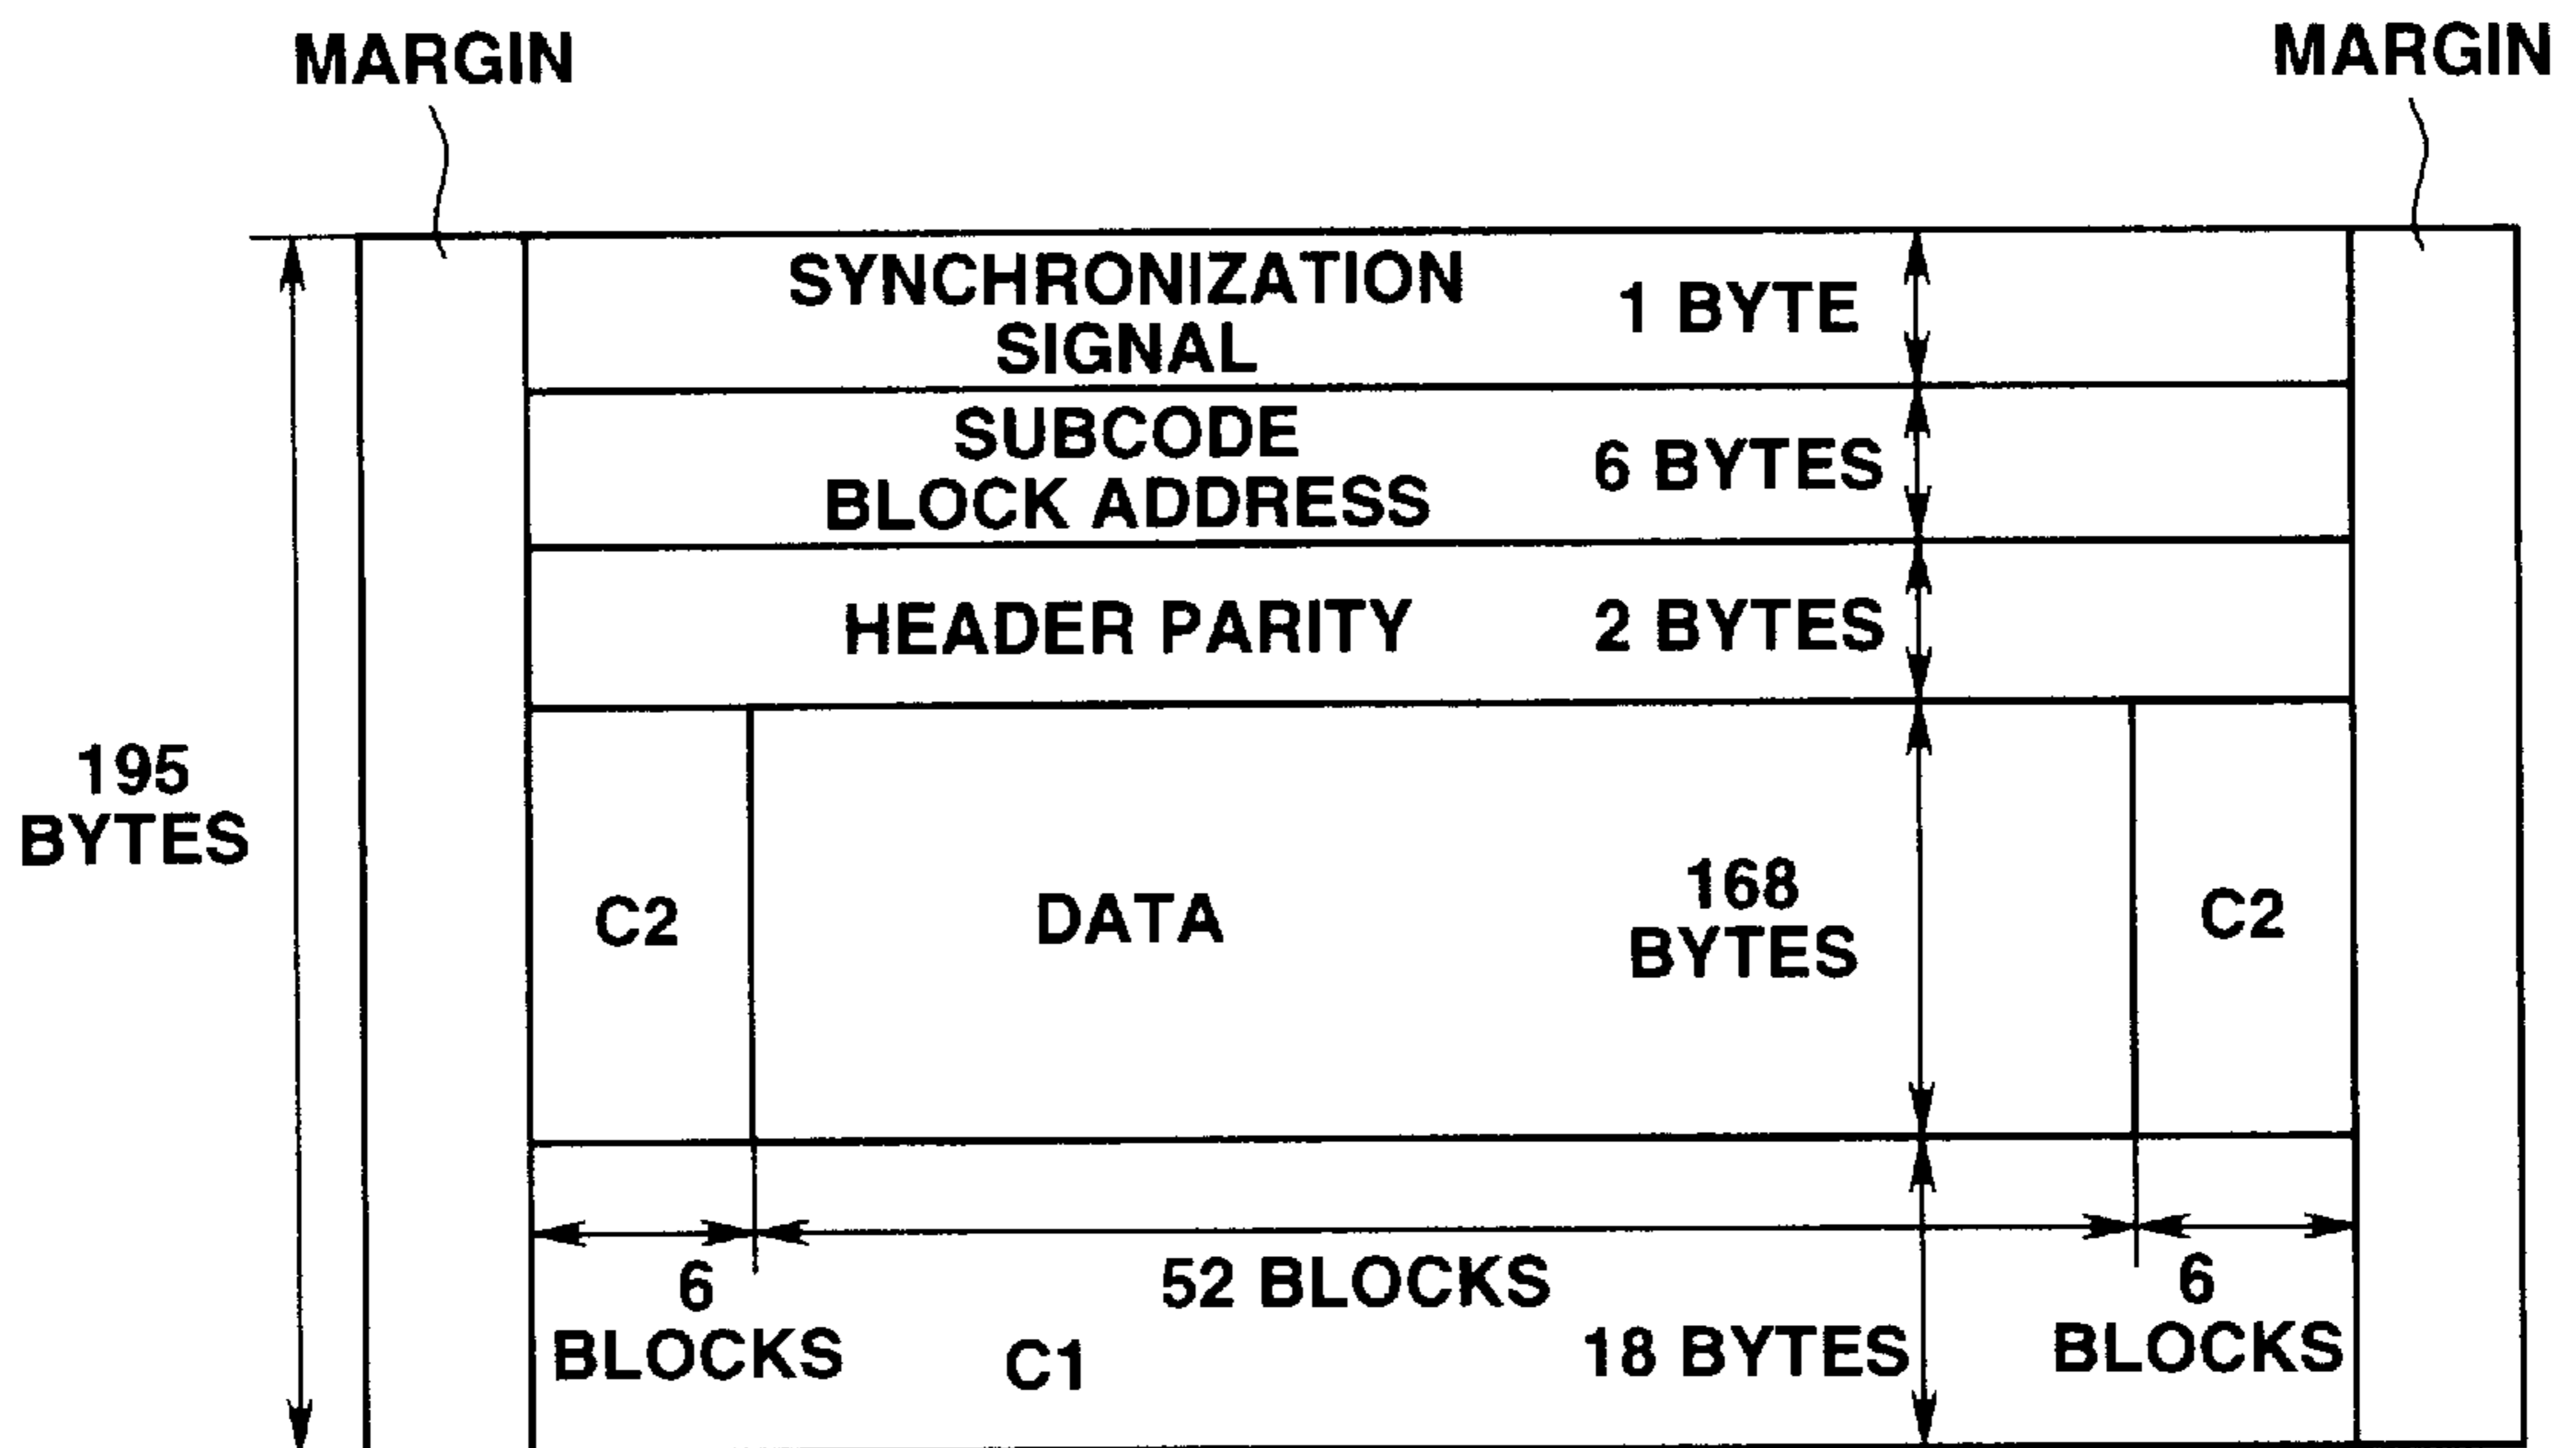 MARGIN
MARGIN
SYNCHRONIZATION
SIGNAL
1 BYTE
SUBCODE
BLOCK ADDRESS
6 BYTES
HEADER PARITY
2 BYTES
195
BYTES
C2
DATA
168
BYTES
C2
6
BLOCKS
52 BLOCKS
C1
18 BYTES
6
BLOCKS